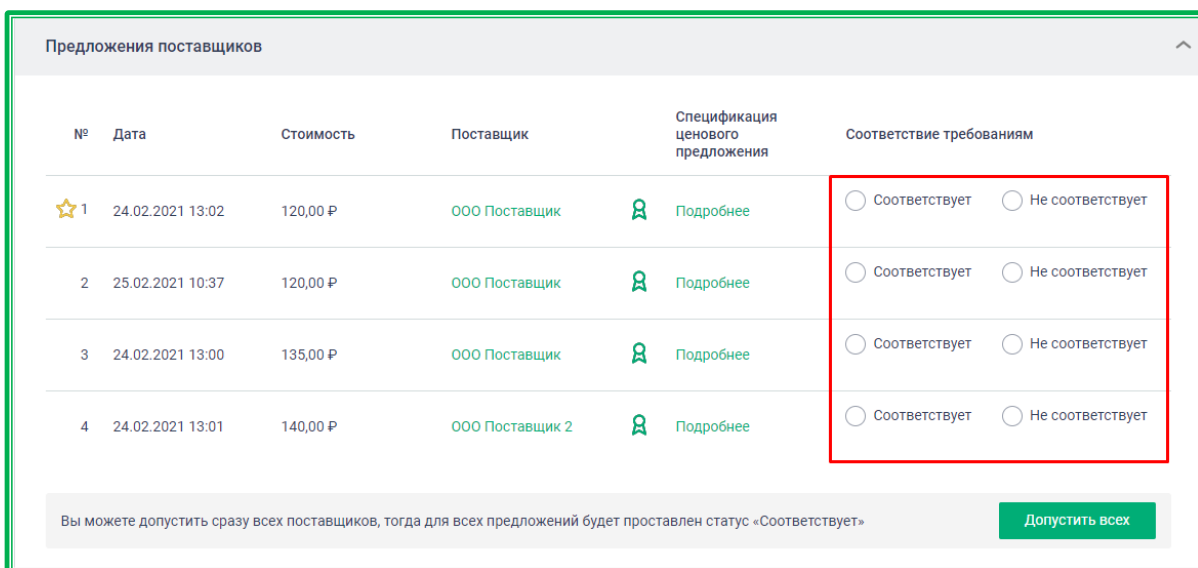 Предложения поставщиков
№ Дата Стоимость Поставщик Спецификация ценового предложения Соответствие требованиям
1 24.02.2021 13:02 120,00 ₽ ООО Поставщик Подробнее Соответствует Не соответствует
2 25.02.2021 10:37 120,00 ₽ ООО Поставщик Подробнее Соответствует Не соответствует
3 24.02.2021 13:00 135,00 ₽ ООО Поставщик Подробнее Соответствует Не соответствует
4 24.02.2021 13:01 140,00 ₽ ООО Поставщик 2 Подробнее Соответствует Не соответствует
Вы можете допустить сразу всех поставщиков, тогда для всех предложений будет проставлен статус «Соответствует» Допустить всех